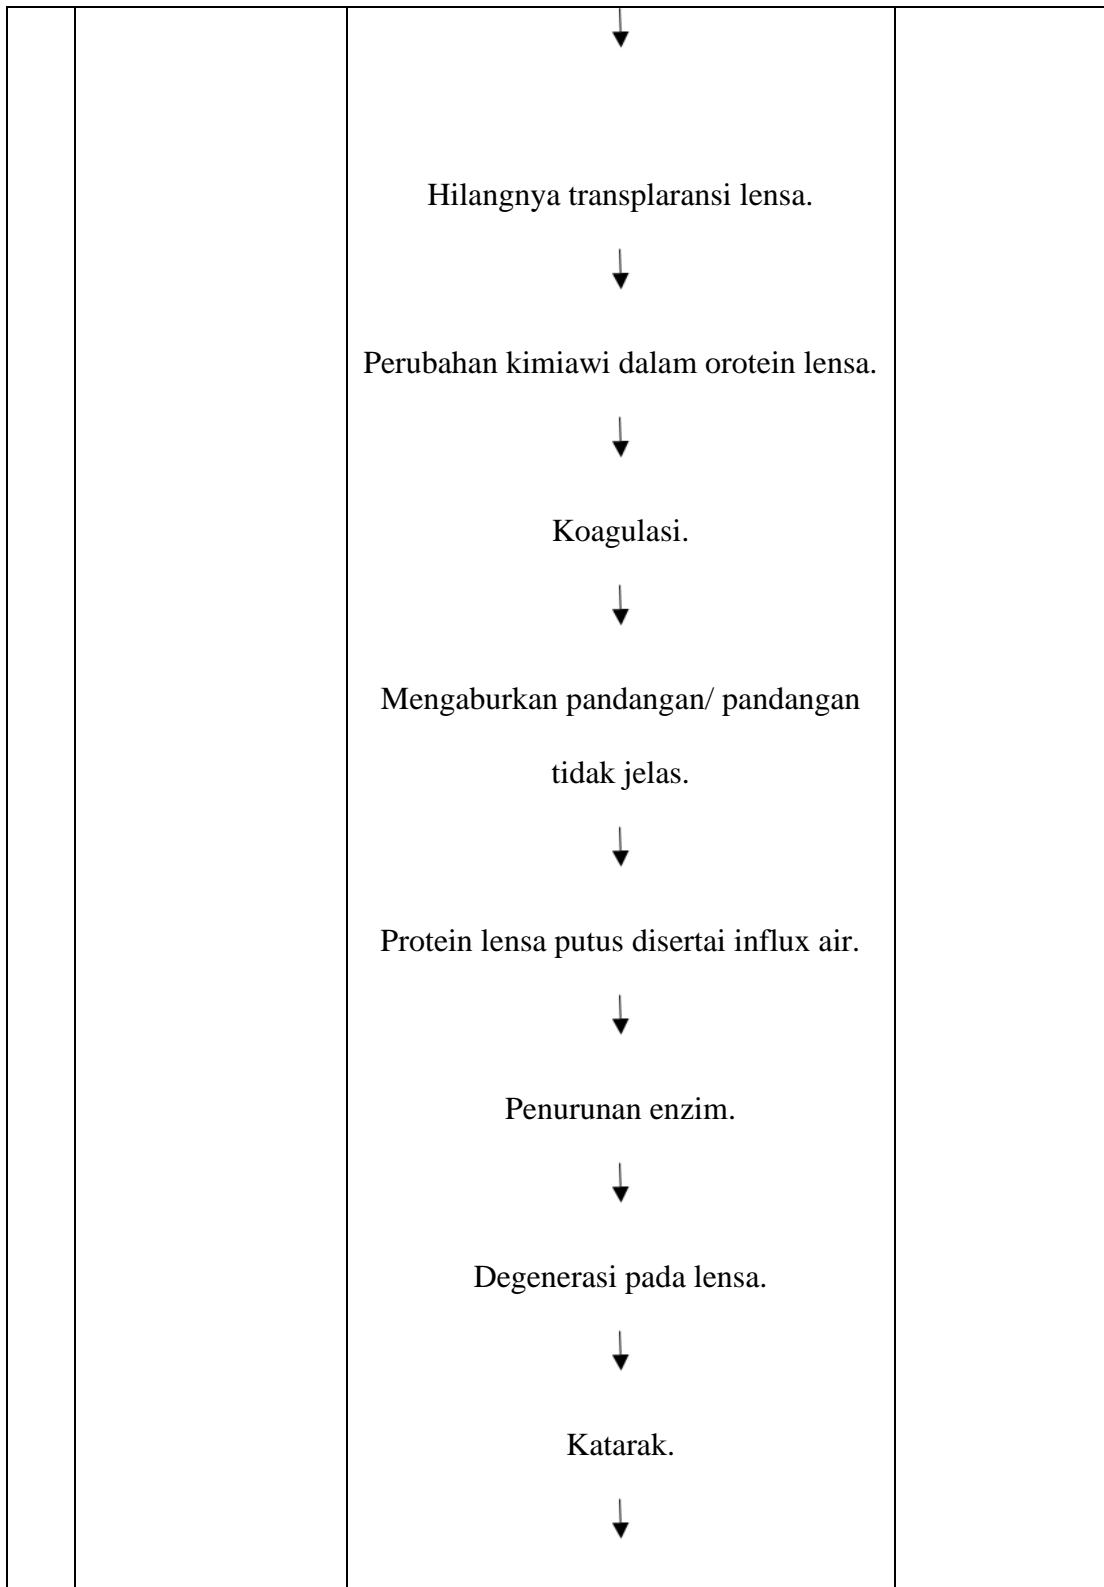 Hilangnya transplaransi lensa.
Perubahan kimiawi dalam orotein lensa.
Koagulasi.
Mengaburkan pandangan/ pandangan
tidak jelas.
Protein lensa putus disertai influx air.
Penurunan enzim.
Degenerasi pada lensa.
Katarak.